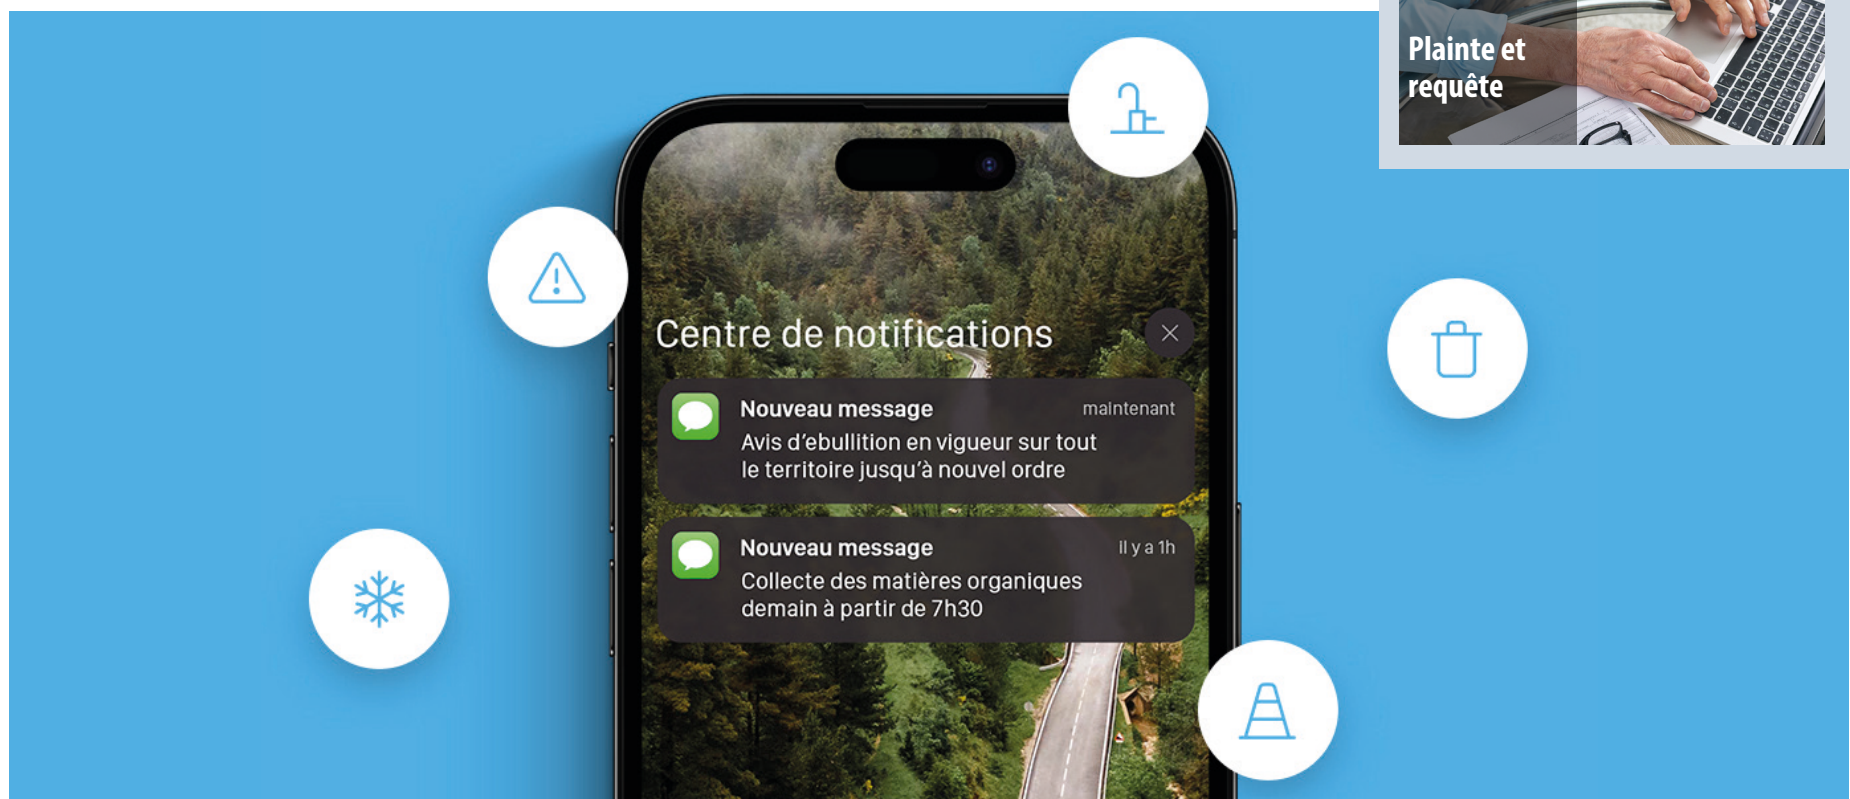 Plainte et
requête
Centre de notifications
Nouveau message
maintenant
Avis d’ebullition en vigueur sur tout
le territoire jusqu’à nouvel ordre
Nouveau message
il y a 1h
Collecte des matières organiques
demain à partir de 7h30